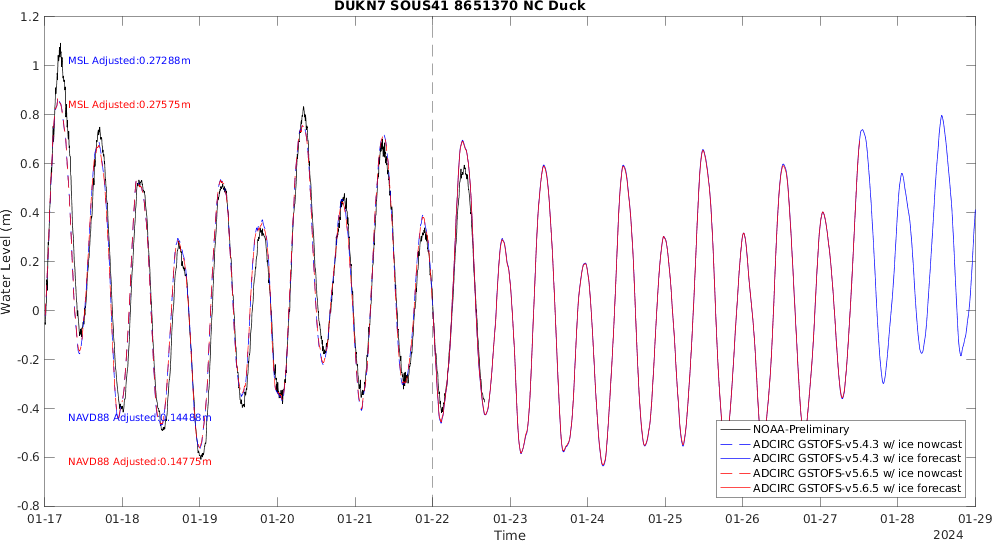 DUKN7 SOUS41 8651370 NC Duck
1.2
1
0.8
0.6
0.4
0.2
0
-0.2
-0.4
-0.6
-0.8
Water Level (m)
MSL Adjusted:0.27288m
MSL Adjusted:0.27575m
NAVD88 Adjusted:0.14488m
NAVD88 Adjusted:0.14775m
NOAA-Preliminary
ADCIRC GSTOFS-v5.4.3 w/ ice nowcast
ADCIRC GSTOFS-v5.4.3 w/ ice forecast
ADCIRC GSTOFS-v5.6.5 w/ ice nowcast
ADCIRC GSTOFS-v5.6.5 w/ ice forecast
01-17 01-18 01-19 01-20 01-21 01-22 01-23 01-24 01-25 01-26 01-27 01-28 01-29
Time
2024